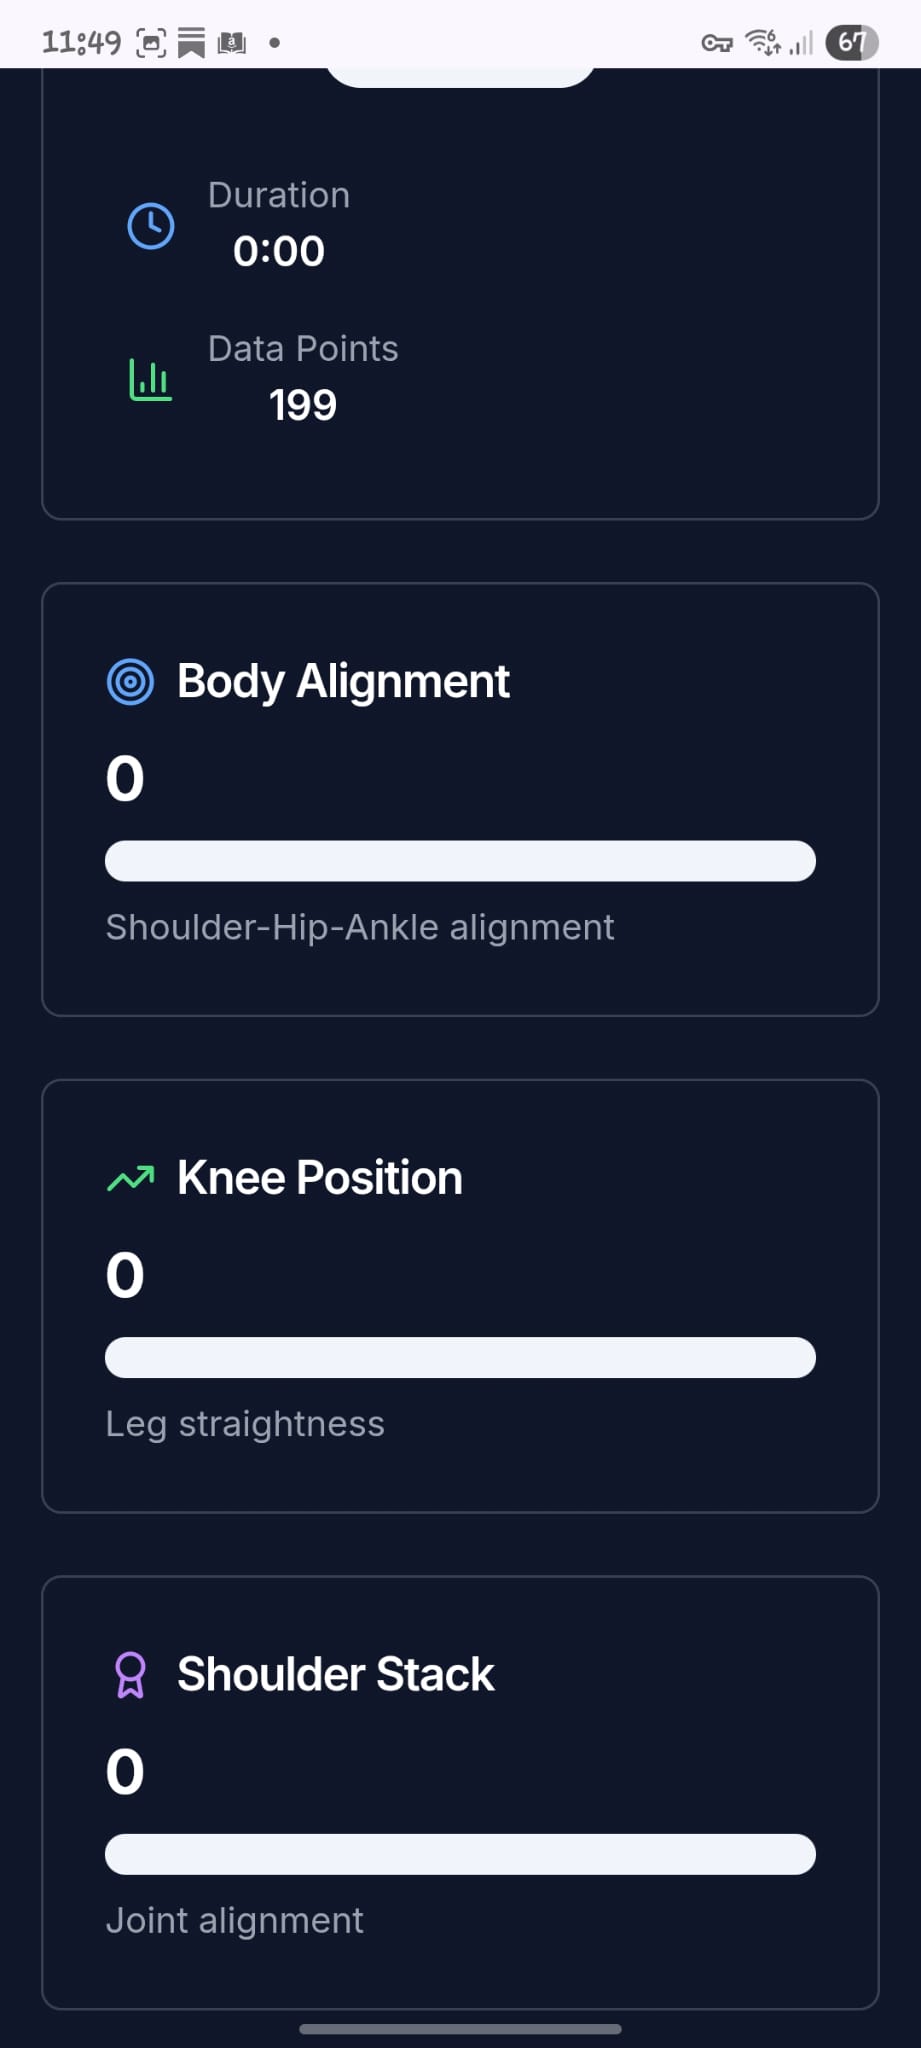 11:49
67
Duration
0:00
Data Points
199
Body Alignment
0
Shoulder-Hip-Ankle alignment
Knee Position
0
Leg straightness
Shoulder Stack
0
Joint alignment